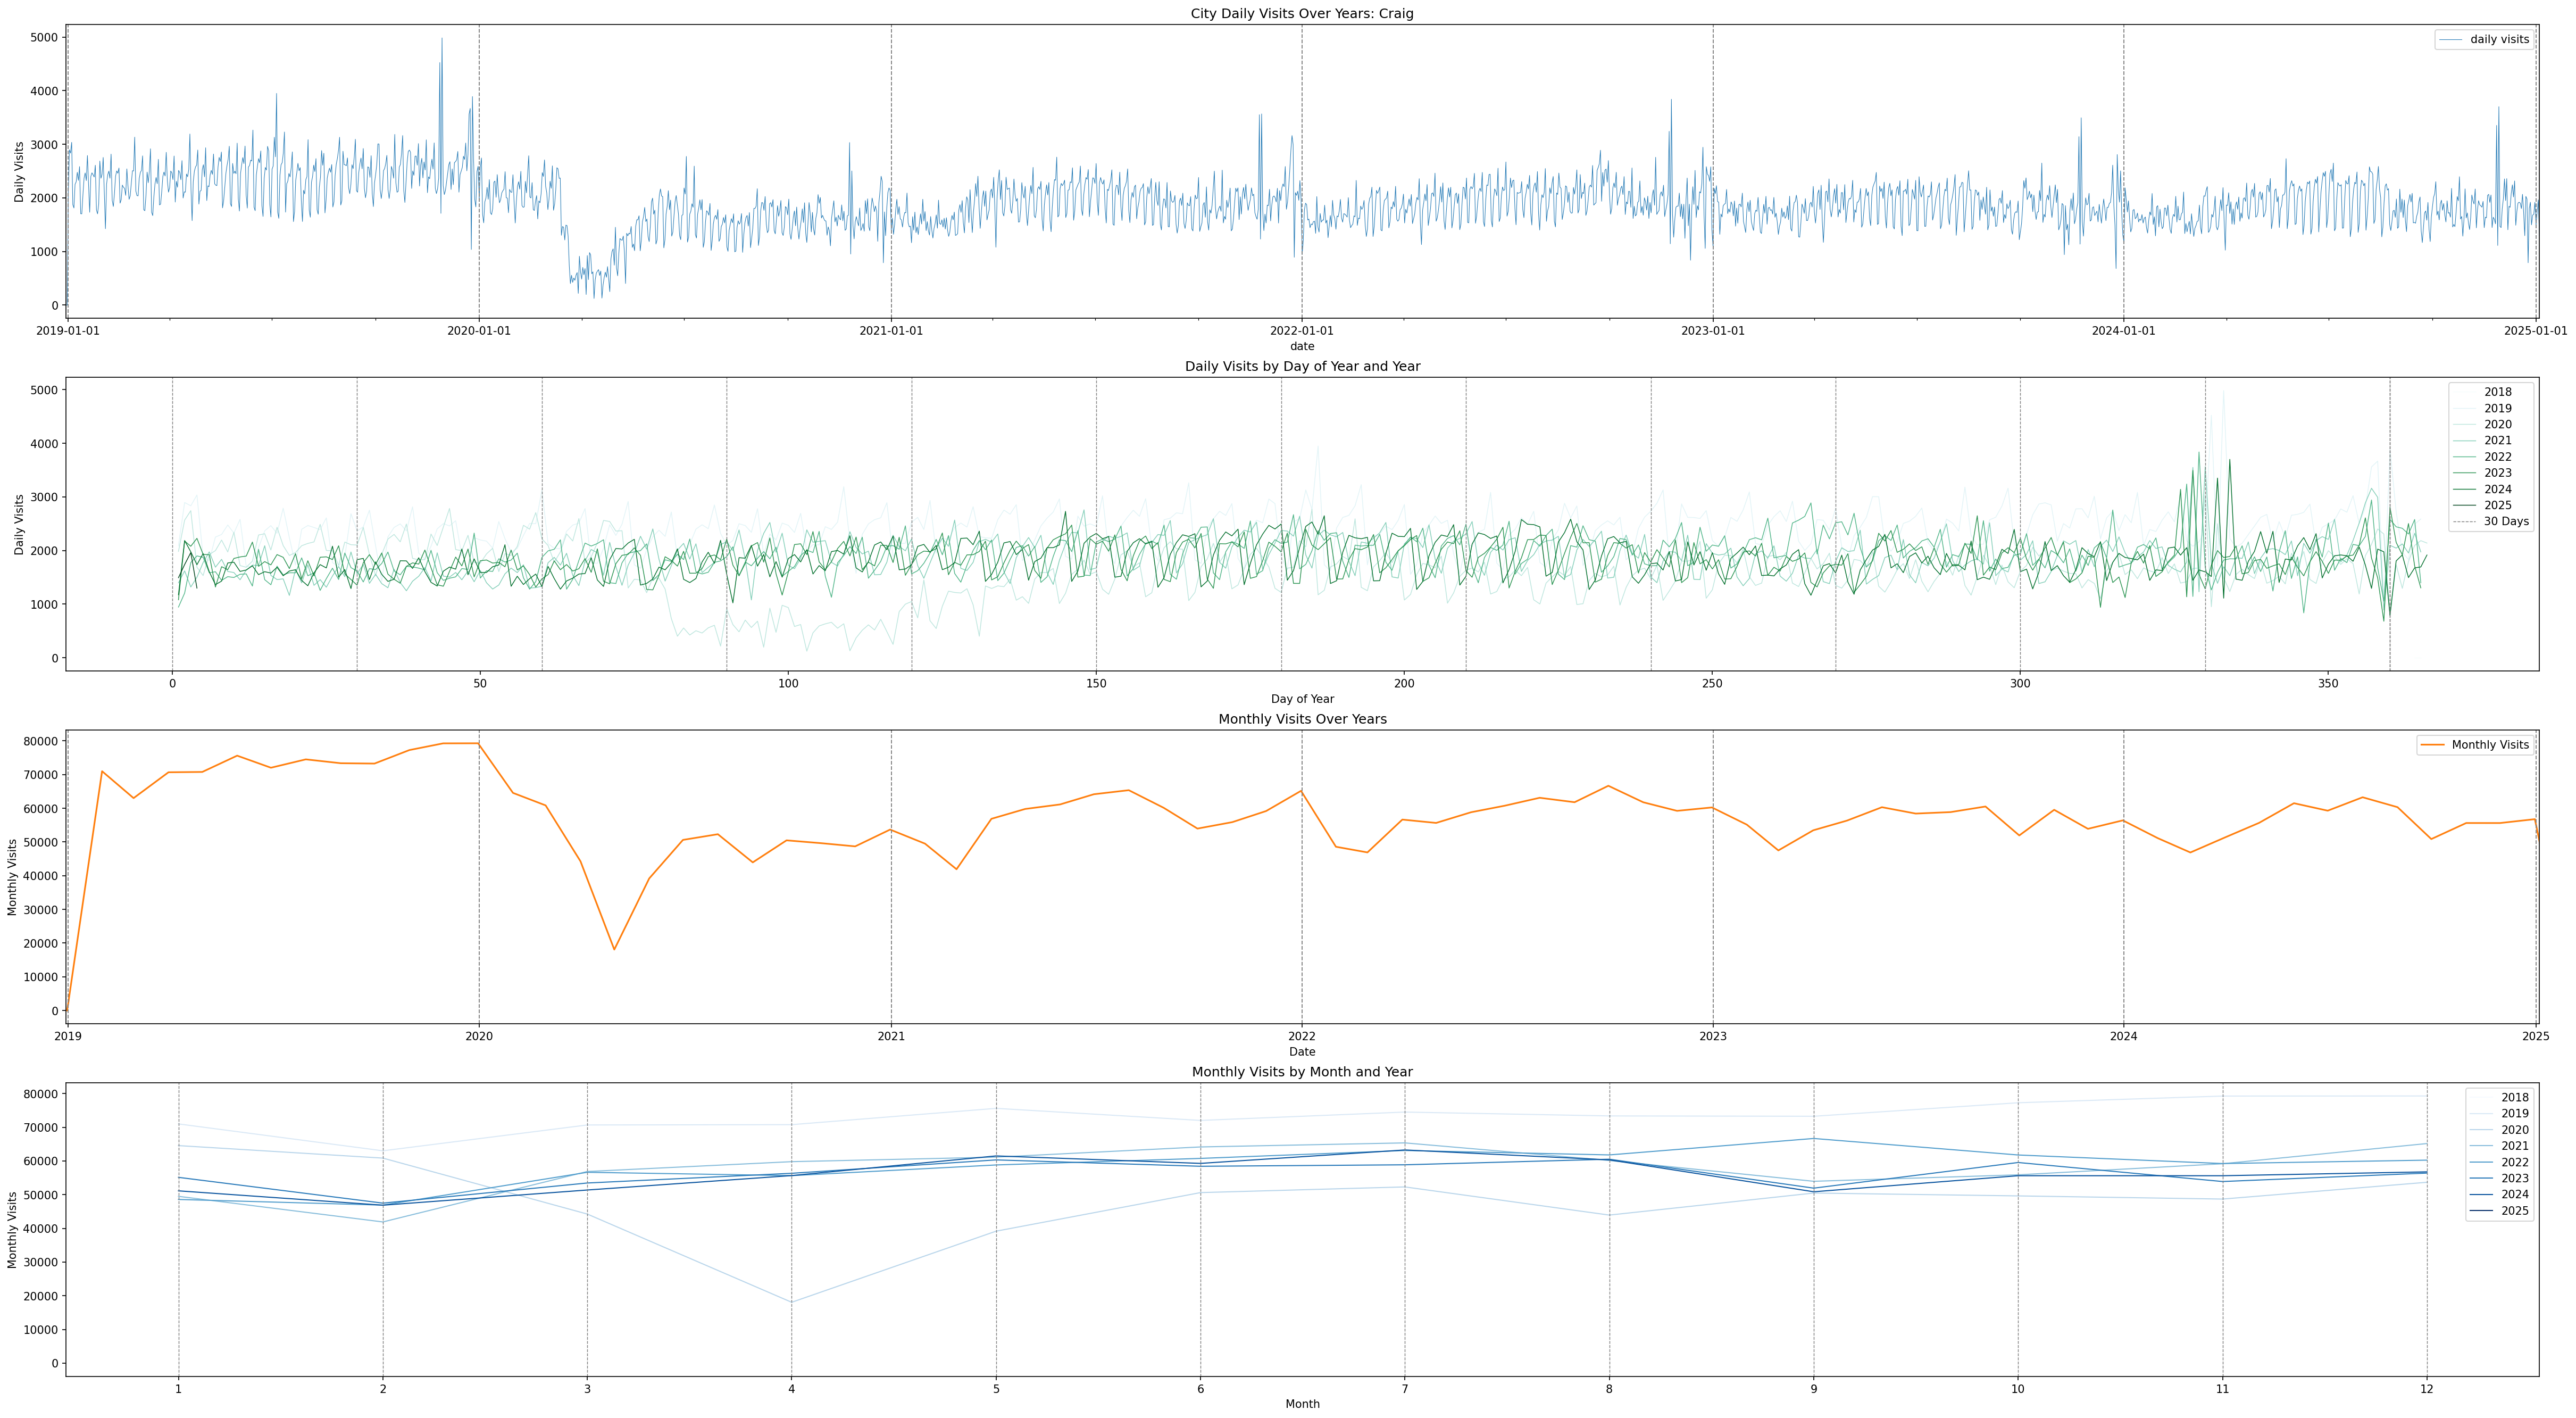 City Daily Visits Over Years: Craig
5000
4000
3000
2000
1000
0
Daily Visits
daily visits
2019-01-01 2020-01-01 2021-01-01 2022-01-01 2023-01-01 2024-01-01 2025-01-01
date
Daily Visits by Day of Year and Year
5000
4000
3000
2000
1000
0
Daily Visits
2018
2019
2020
2021
2022
2023
2024
2025
30 Days
0 50 100 150 200 250 300 350
Day of Year
Monthly Visits Over Years
80000
70000
60000
50000
40000
30000
20000
10000
0
Monthly Visits
Monthly Visits
2019 2020 2021 2022 2023 2024 2025
Date
Monthly Visits by Month and Year
80000
70000
60000
50000
40000
30000
20000
10000
0
Monthly Visits
2018
2019
2020
2021
2022
2023
2024
2025
1 2 3 4 5 6 7 8 9 10 11 12
Month